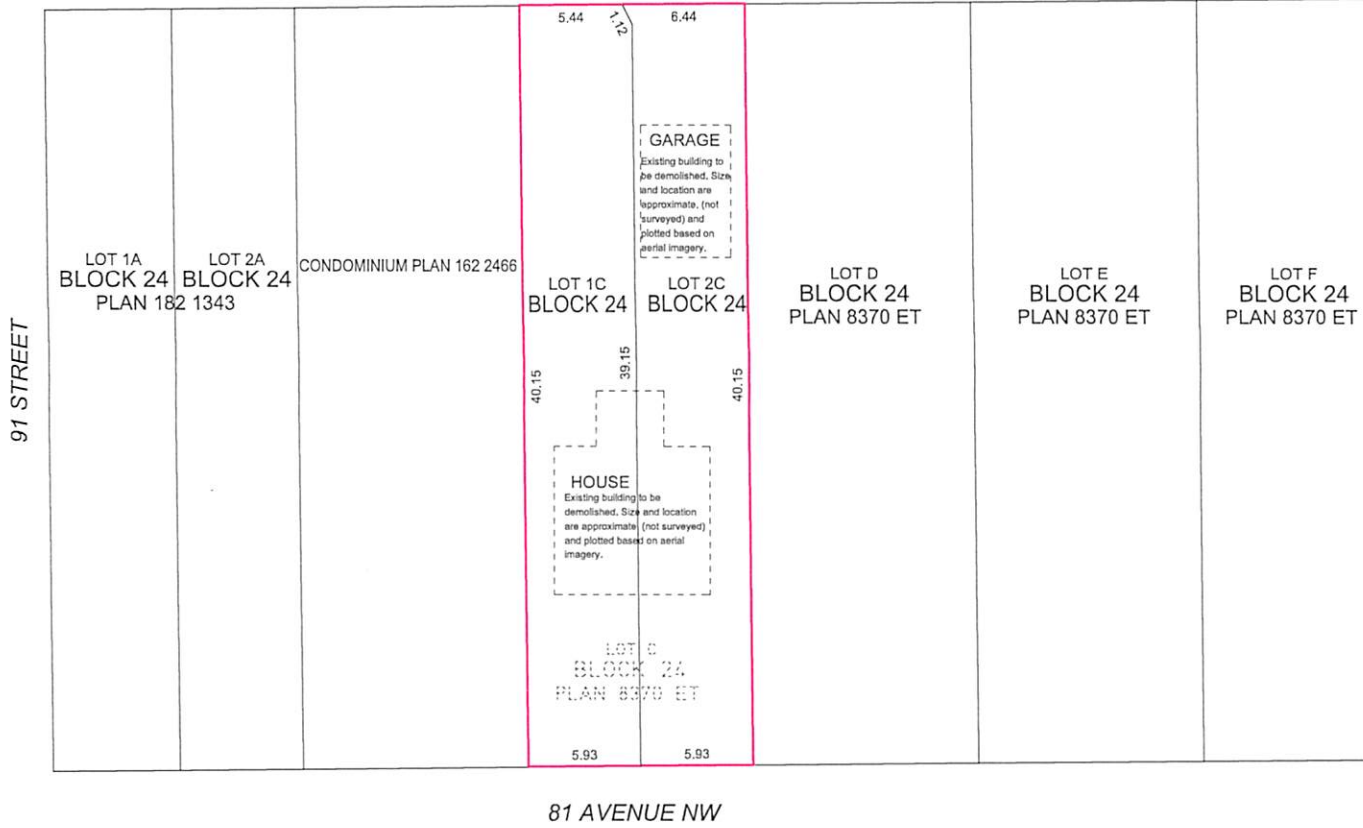 5.44
1.12
6.44
GARAGE
Existing building to
be demolished. Size
and location are
approximate, (not
surveyed) and
plotted based on
aerial imagery.
LOT 1A
BLOCK 24
LOT 2A
BLOCK 24
PLAN 182 1343
CONDOMINIUM PLAN 162 2466
LOT 1C
BLOCK 24
LOT 2C
BLOCK 24
LOT D
BLOCK 24
PLAN 8370 ET
LOT E
BLOCK 24
PLAN 8370 ET
LOT F
BLOCK 24
PLAN 8370 ET
91 STREET
40.15
39.15
40.15
HOUSE
Existing building to be
demolished. Size and location
are approximate (not surveyed)
and plotted based on aerial
imagery.
LOT C
BLOCK 24
PLAN 8370 ET
5.93
5.93
81 AVENUE NW